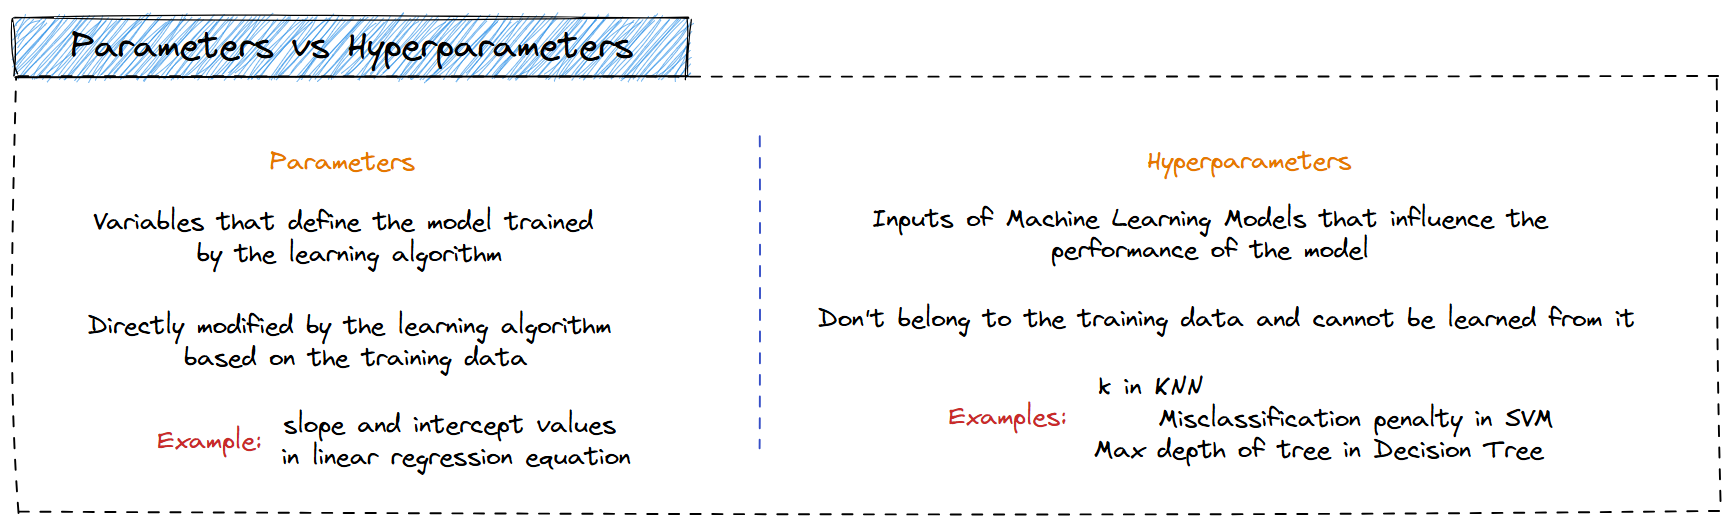 Parameters vs Hyperparameters
Parameters
Variables that define the model trained
by the learning algorithm
Directly modified by the learning algorithm
based on the training data
Example:
slope and intercept values
in linear regression equation
Hyperparameters
Inputs of Machine Learning Models that influence the
performance of the model
Don't belong to the training data and cannot be learned from it
Examples:
k in KNN
Misclassification penalty in SVM
Max depth of tree in Decision Tree